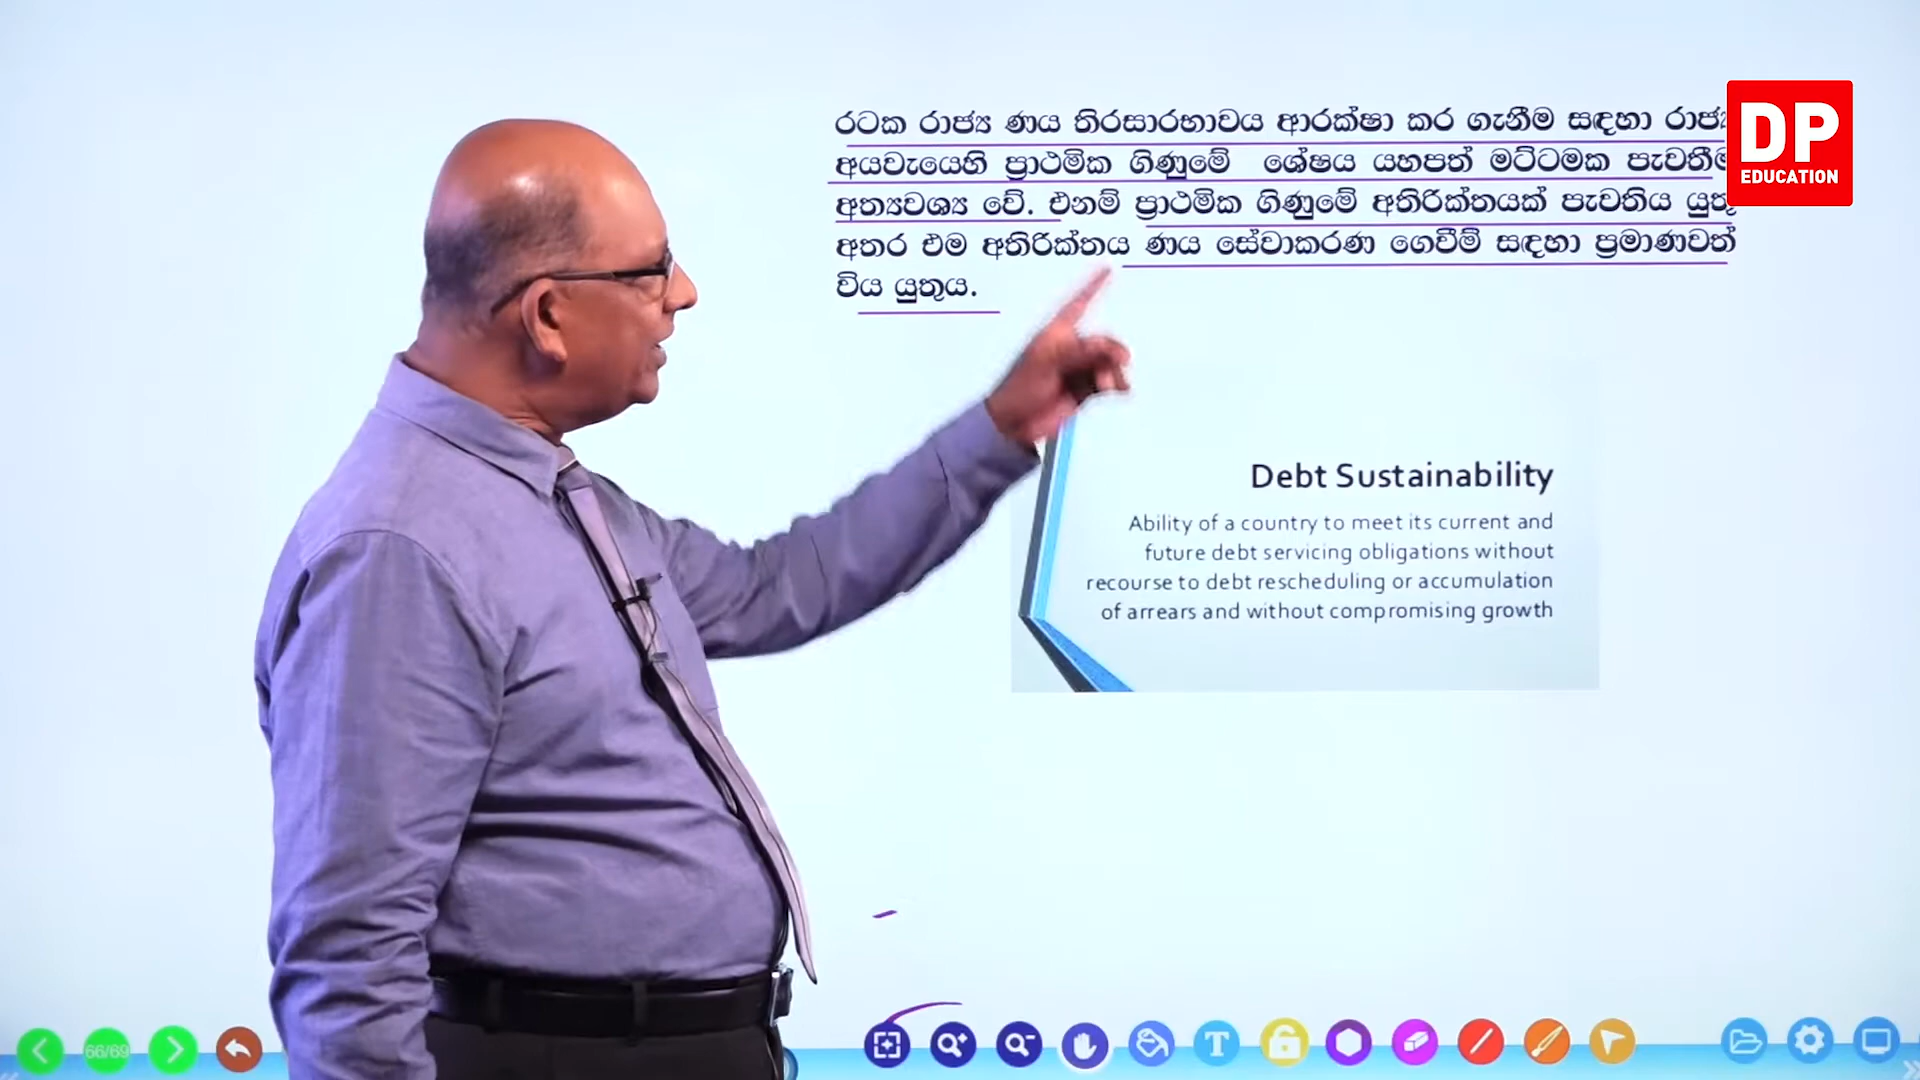 රටක රාජ්‍ය ණය තිරසාරභාවය ආරක්ෂා කර ගැනීම සඳහා රාජ්‍ය
අයවැයෙහි ප්‍රාථමික ගිණුමේ ශේෂය යහපත් මට්ටමක පැවතීම
අත්‍යවශ්‍ය වේ. එනම් ප්‍රාථමික ගිණුමේ අතිරික්තයක් පැවතිය යුතු
අතර එම අතිරික්තය ණය සේවාකරණ ගෙවීම් සඳහා ප්‍රමාණවත්
විය යුතුය.
DP
EDUCATION
Debt Sustainability
Ability of a country to meet its current and
future debt servicing obligations without
recourse to debt rescheduling or accumulation
of arrears and without compromising growth
66/69
T